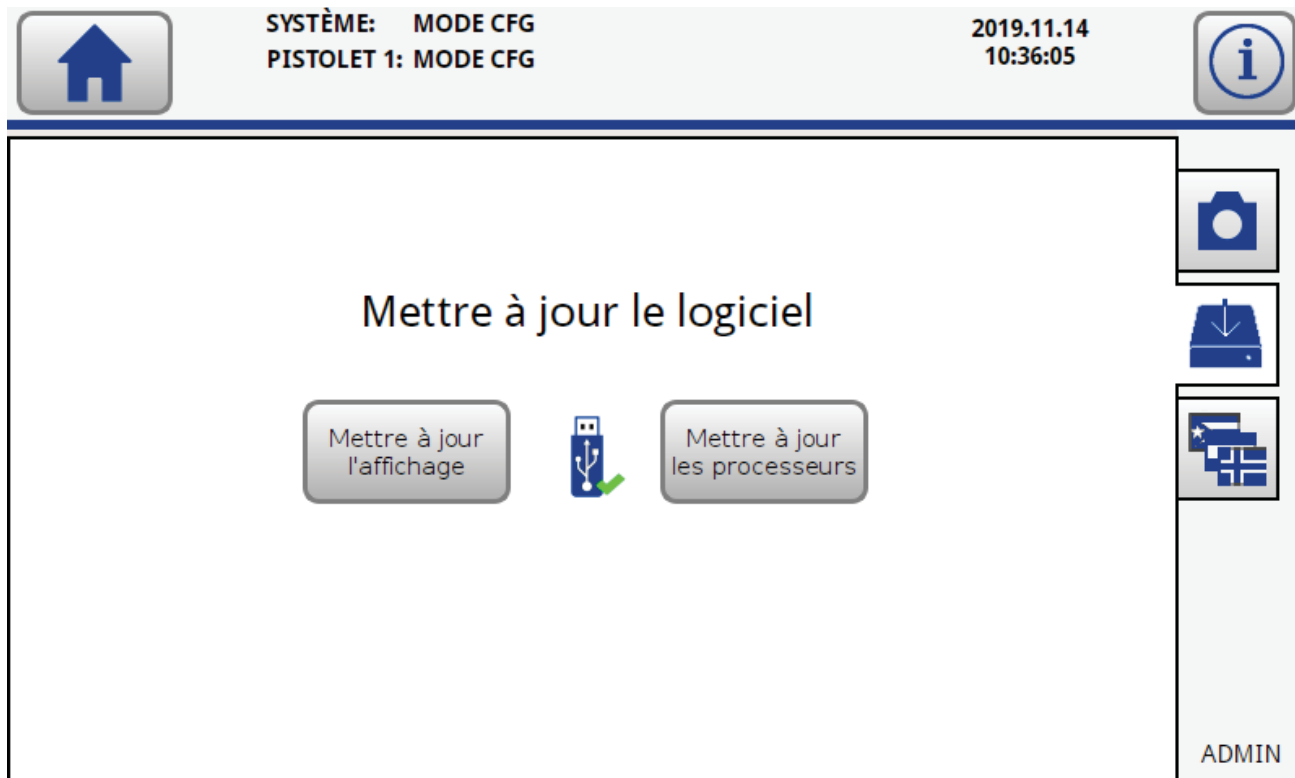 SYSTÈME: MODE CFG
PISTOLET 1: MODE CFG
2019.11.14
10:36:05
i
Mettre à jour le logiciel
Mettre à jour
l'affichage
Mettre à jour
les processeurs
ADMIN